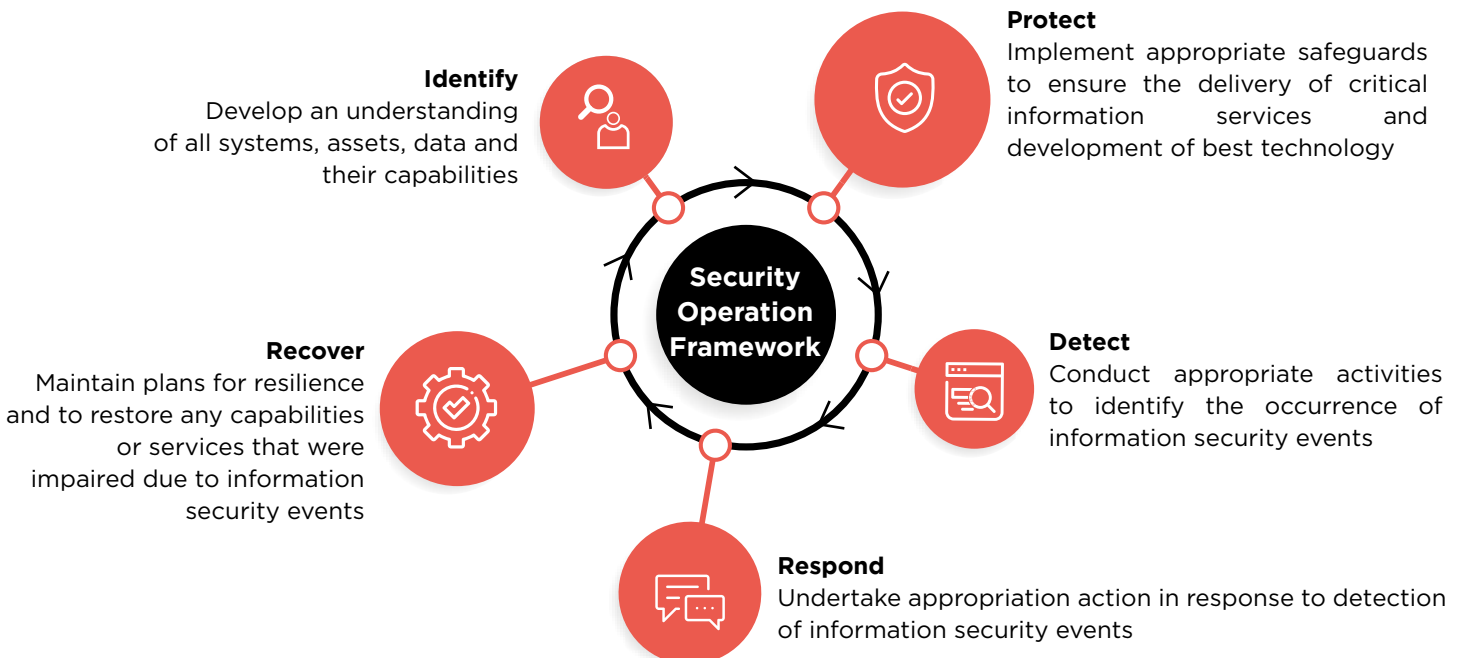 Identify
Develop an understanding
of all systems, assets, data and
their capabilities
Protect
Implement appropriate safeguards
to ensure the delivery of critical
information services and
development of best technology
Security
Operation
Framework
Detect
Conduct appropriate activities
to identify the occurrence of
information security events
Respond
Undertake appropriation action in response to detection
of information security events
Recover
Maintain plans for resilience
and to restore any capabilities
or services that were
impaired due to information
security events